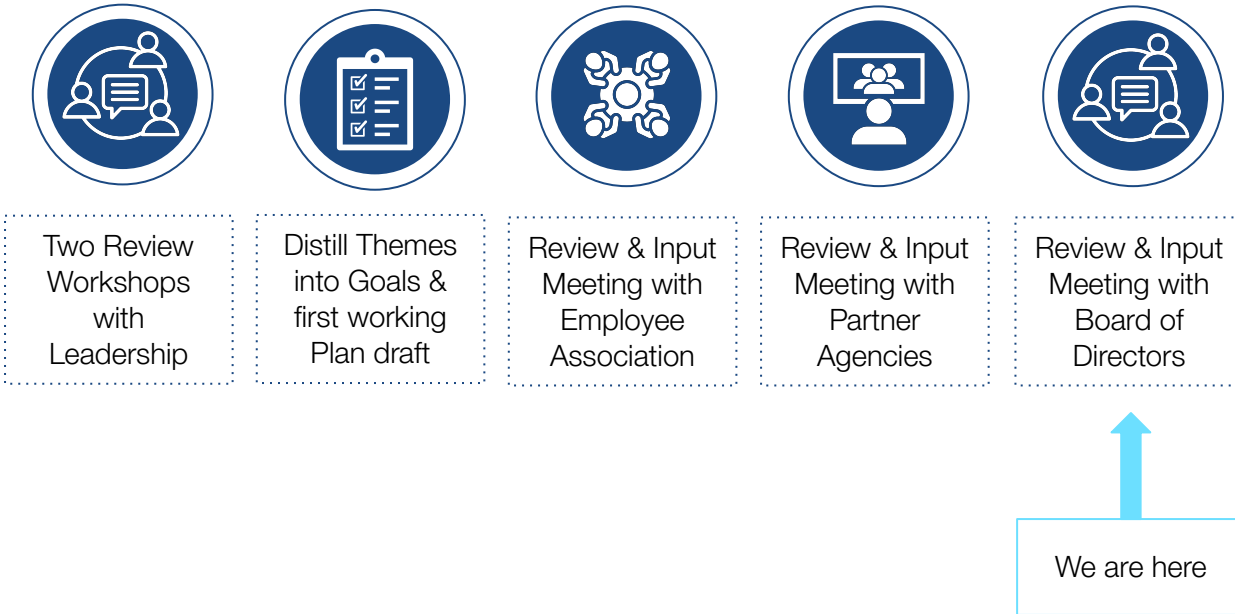 Two Review
Workshops
with
Leadership
Distill Themes
into Goals &
first working
Plan draft
Review & Input
Meeting with
Employee
Association
Review & Input
Meeting with
Partner
Agencies
Review & Input
Meeting with
Board of
Directors
We are here